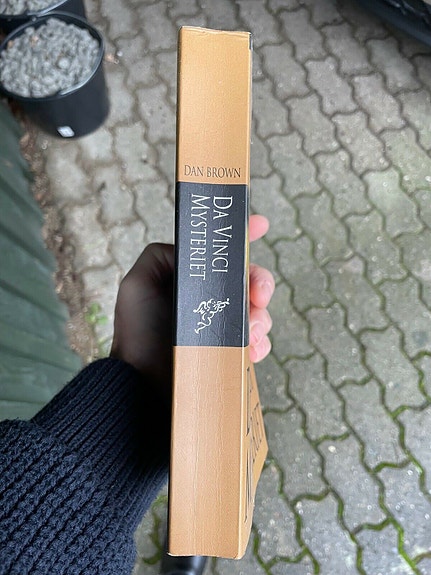 DAN BROWN
DA VINCI
MYSTERIET